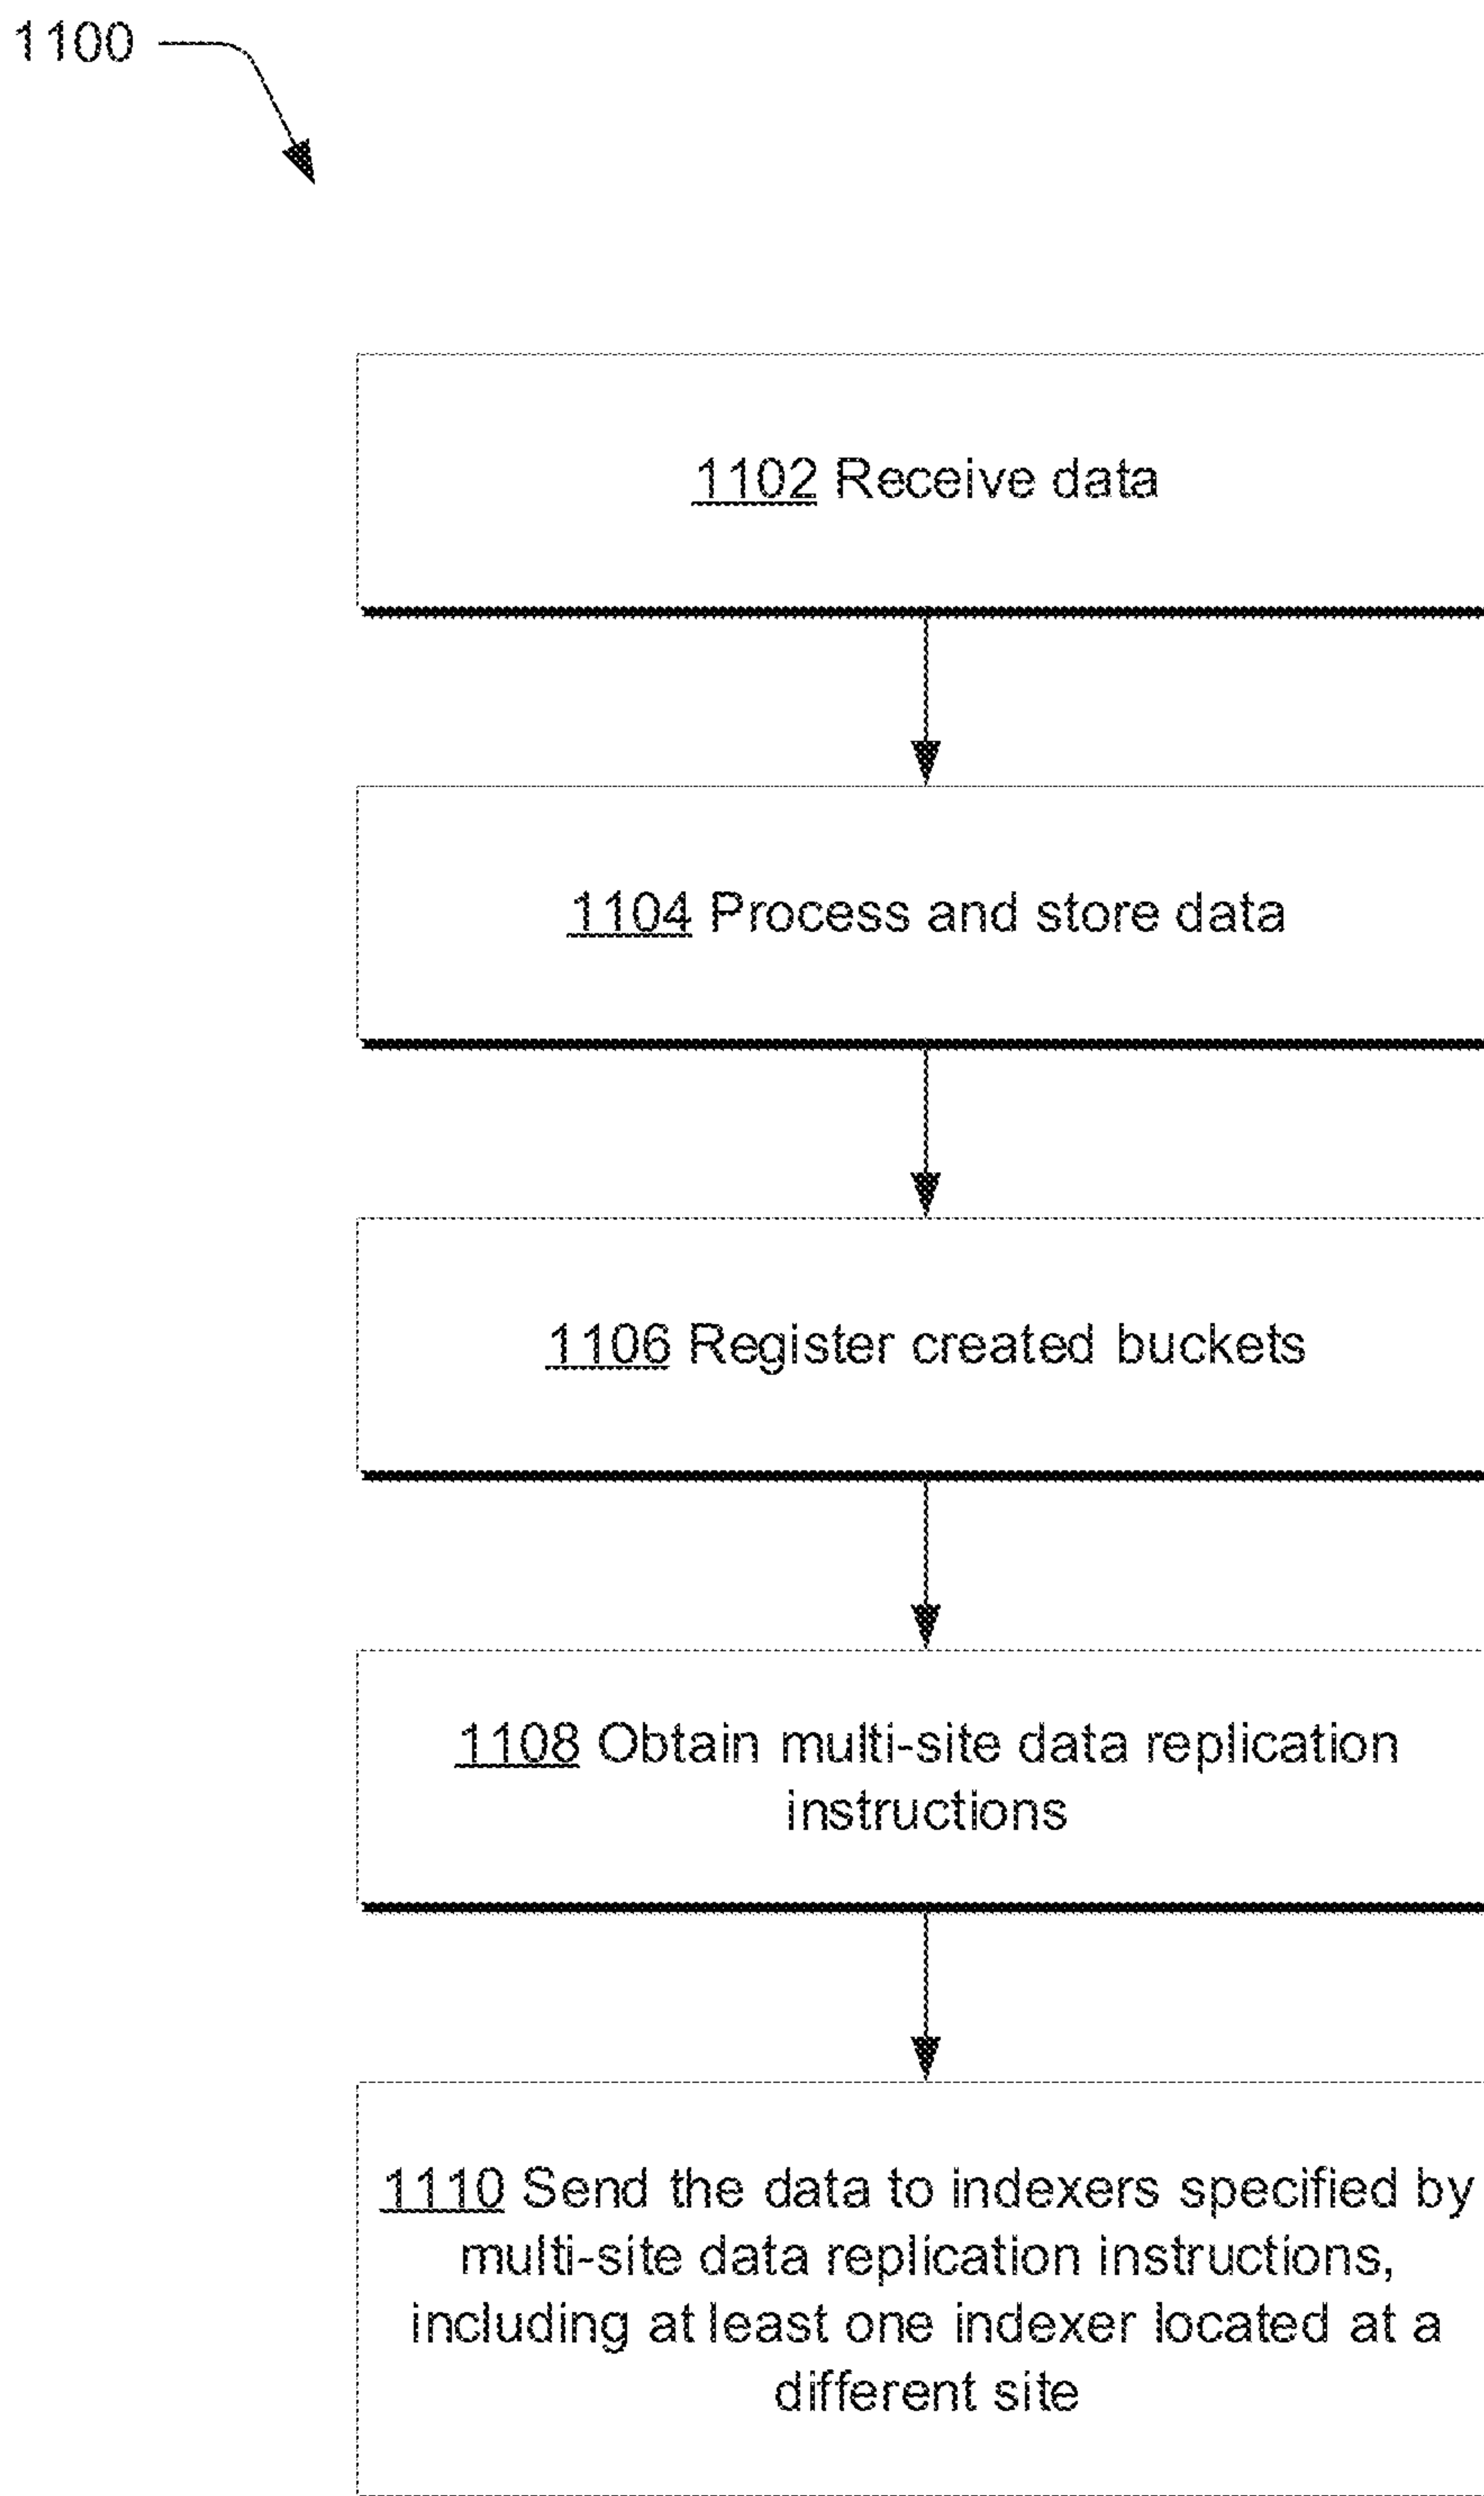 1100
1102 Receive data
1104 Process and store data
1106 Register created buckets
1108 Obtain multi-site data replication
instructions
1110 Send the data to indexers specified by
multi-site data replication instructions,
including at least one indexer located at a
different site